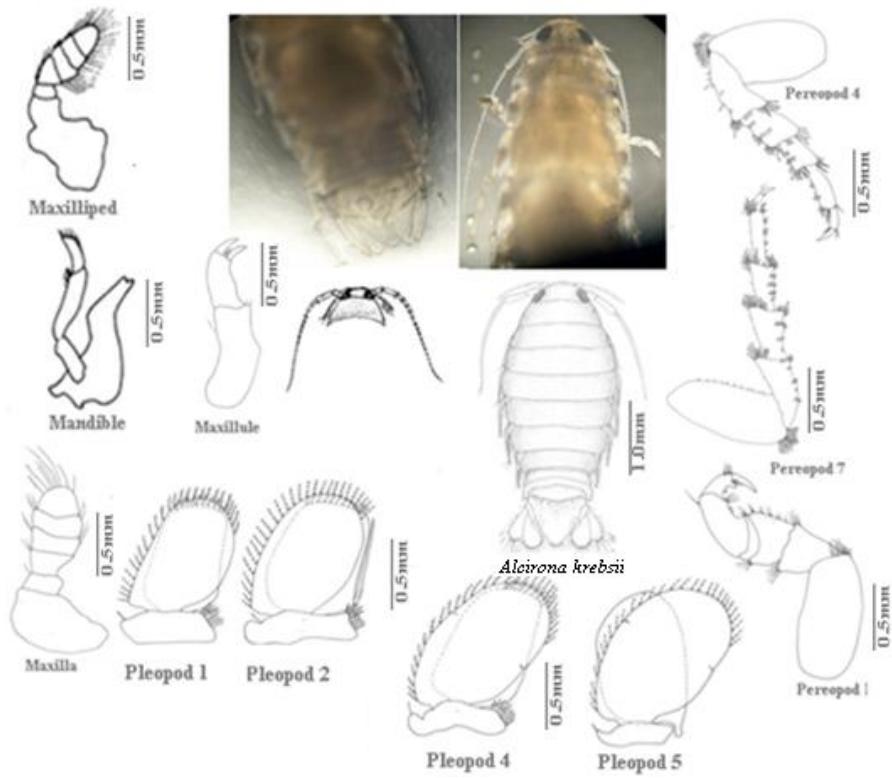 0.5mm
Pereopod 4
0.5mm
Maxilliped
0.5mm
0.5mm
Mandible
Maxillule
1.0mm
0.5mm
Pereopod 7
0.5mm
Maxilla
Pleopod 1
Pleopod 2
0.5mm
Alcirona krebsii
0.5mm
Pereopod 1
0.5mm
Pleopod 4
Pleopod 5